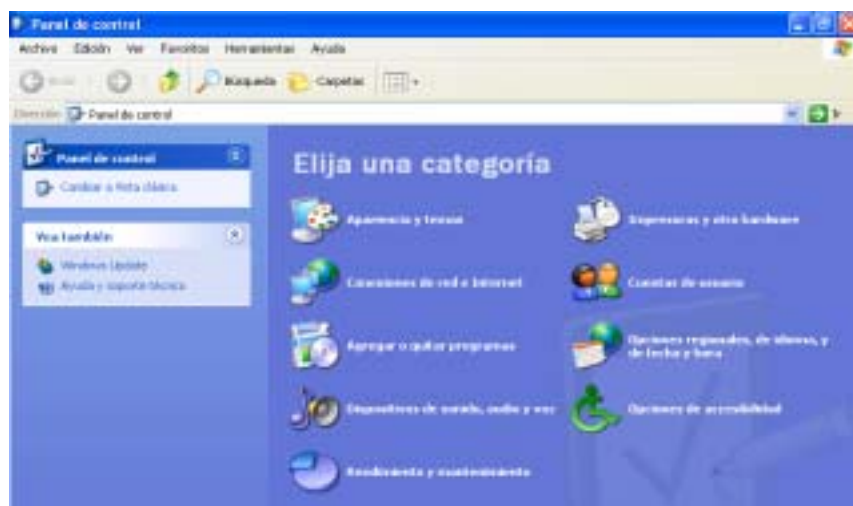 Panel de control
Archivo Edición Ver Favoritos Herramientas Ayuda
Búsqueda Carpetas
Dirección Panel de control
Panel de control
Cambiar a Vista clásica
Vea también
Windows Update
Ayuda y soporte técnico
Elija una categoría
Apariencia y temas
Impresoras y otro hardware
Conexiones de red e Internet
Cuentas de usuario
Agregar o quitar programas
Opciones regionales, de idioma, y
de fecha y hora
Dispositivos de sonido, audio y voz
Opciones de accesibilidad
Rendimiento y mantenimiento